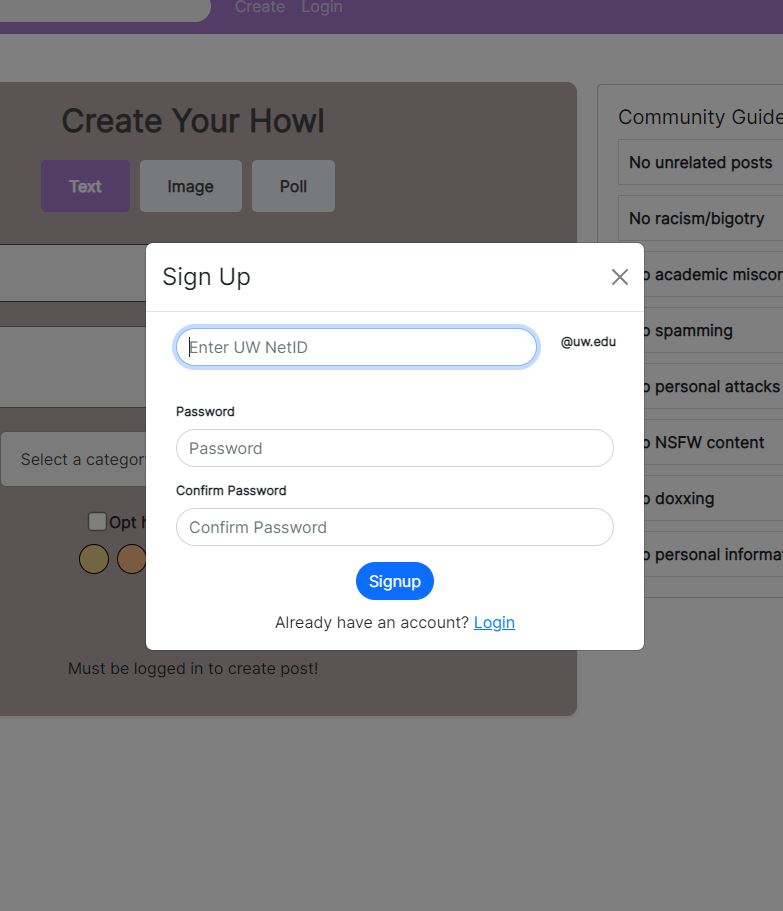 Create Login
Create Your Howl
Text Image Poll
Community Guide
No unrelated posts
No racism/bigotry
Sign Up
o academic miscon
Enter UW NetID @uw.edu
o spamming
o personal attacks
Password
Password
o NSFW content
Select a category
Confirm Password
o doxxing
Opt h
Confirm Password
o personal informa
Signup
Already have an account? Login
Must be logged in to create post!